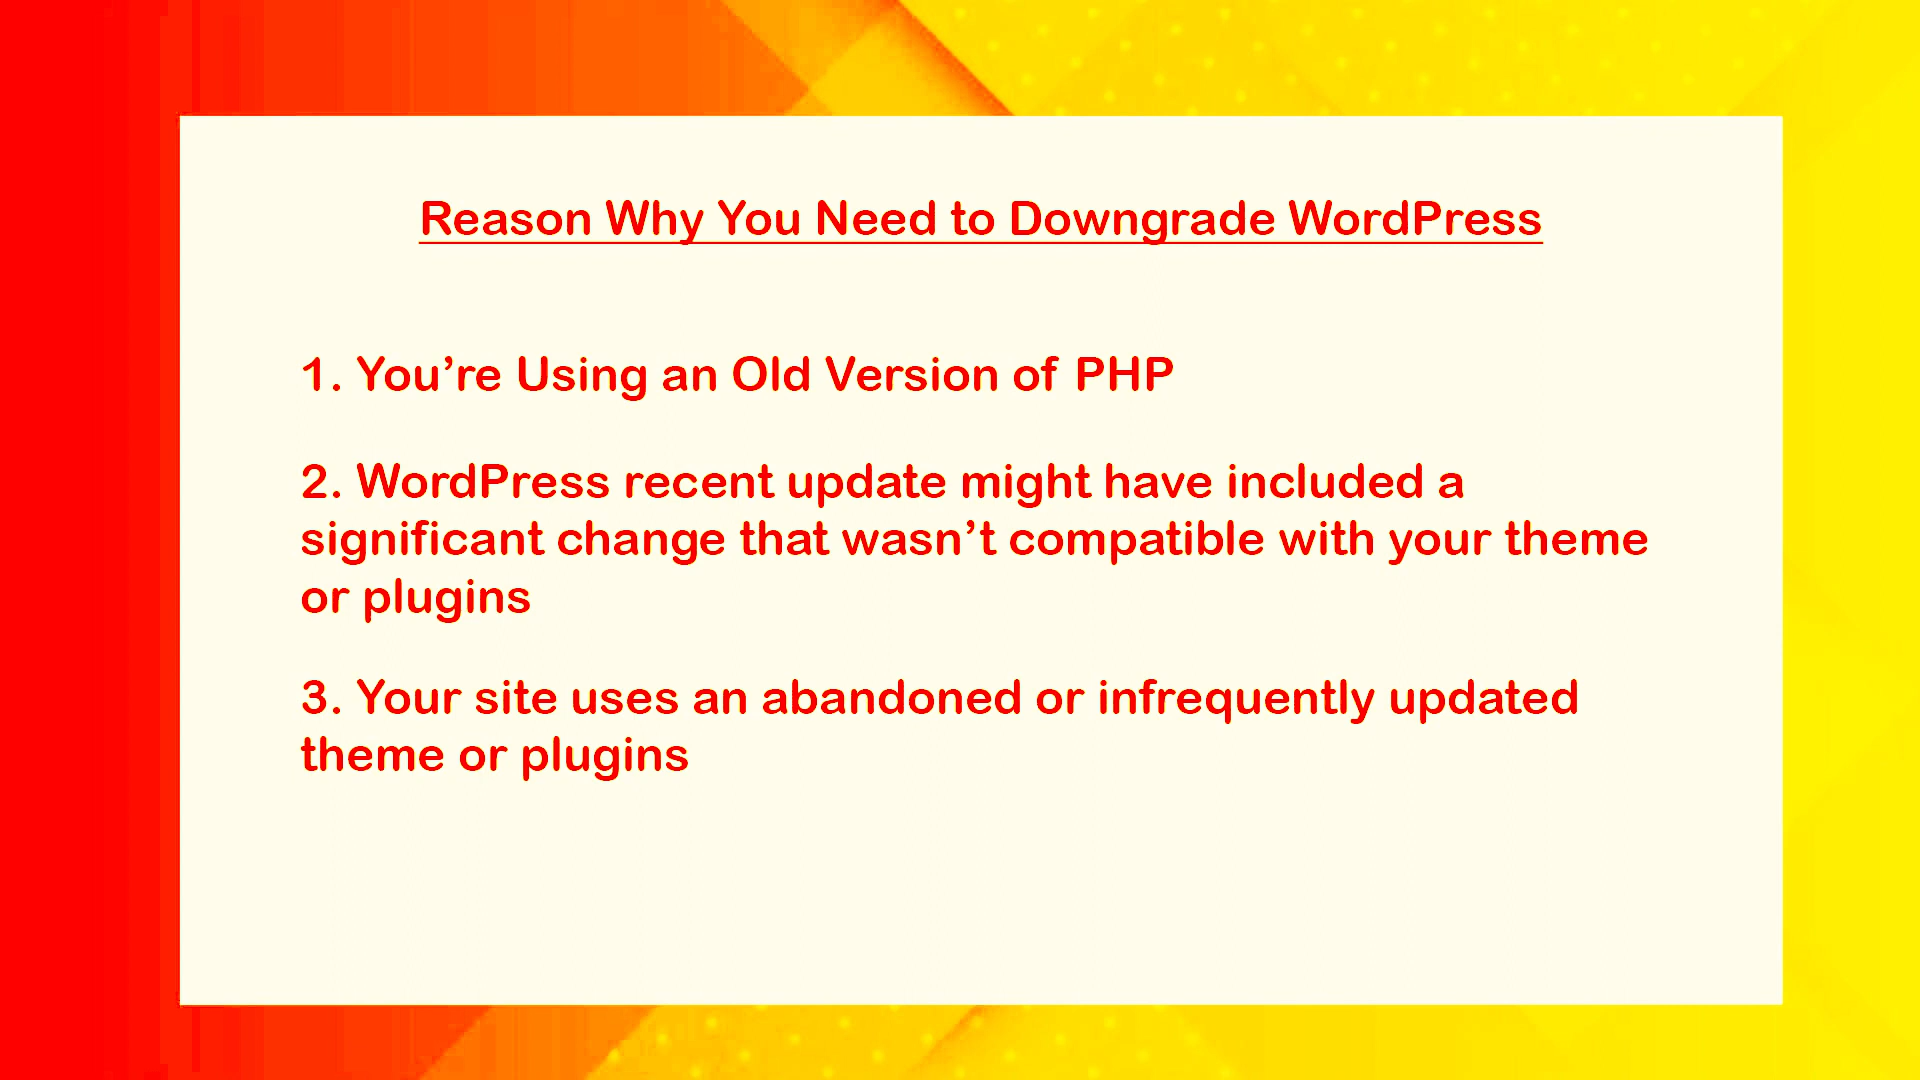 Reason Why You Need to Downgrade WordPress
1. You’re Using an Old Version of PHP
2. WordPress recent update might have included a
significant change that wasn’t compatible with your theme
or plugins
3. Your site uses an abandoned or infrequently updated
theme or plugins